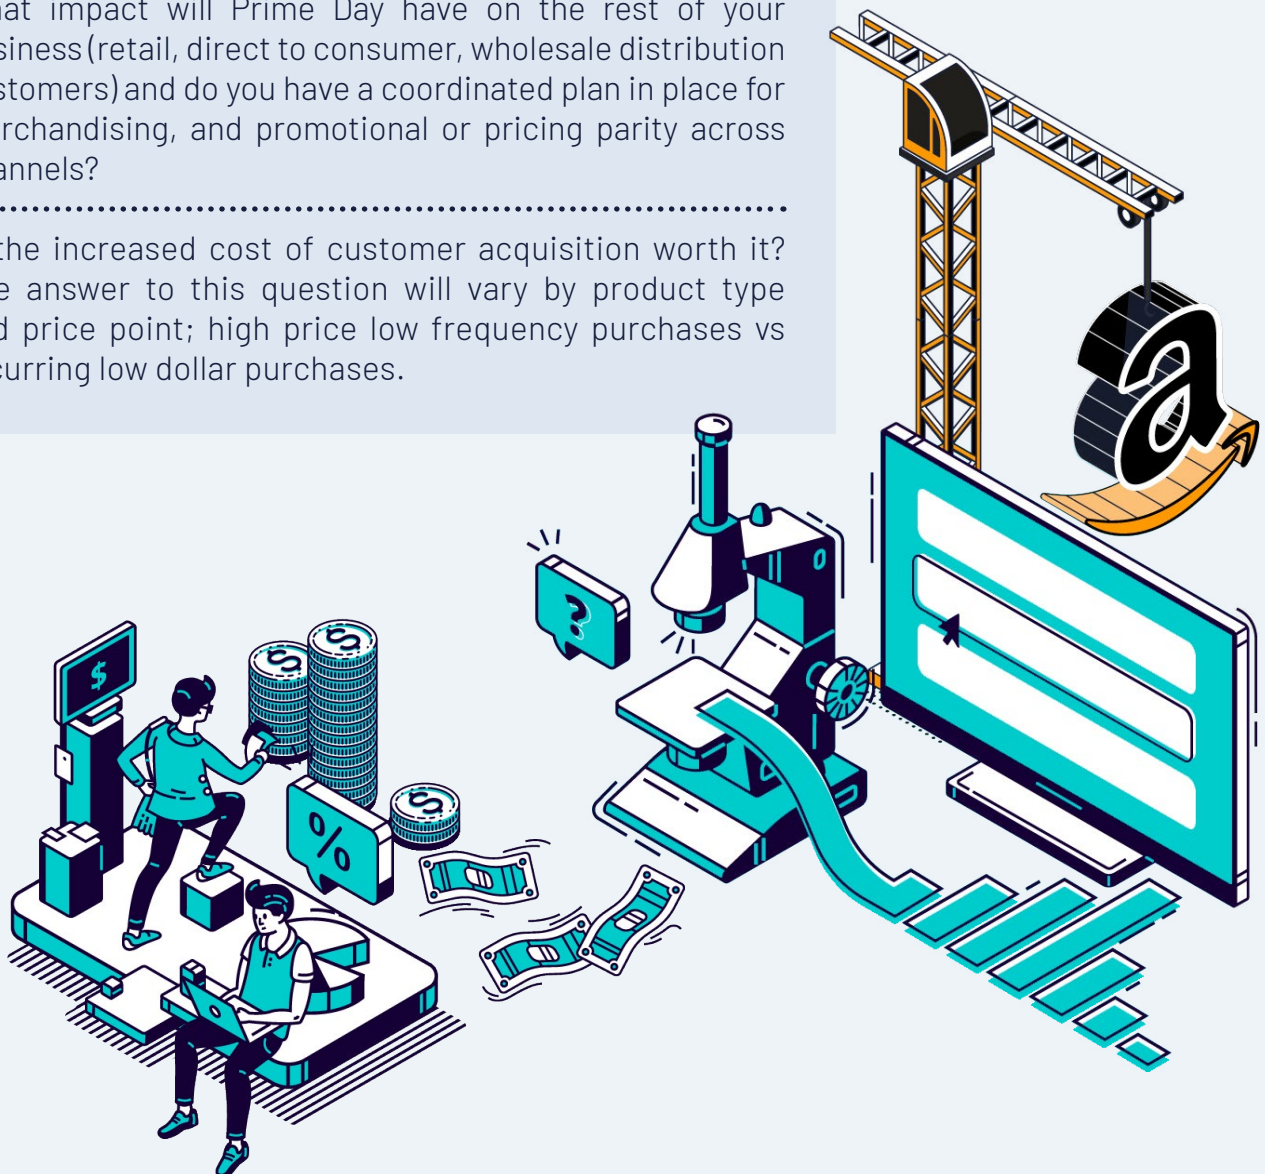 hat impact will Prime Day have on the rest of your
siness (retail, direct to consumer, wholesale distribution
stomers) and do you have a coordinated plan in place for
rchandising, and promotional or pricing parity across
annels?
the increased cost of customer acquisition worth it?
e answer to this question will vary by product type
d price point; high price low frequency purchases vs
curring low dollar purchases.
a
?
$
$
$
%
$